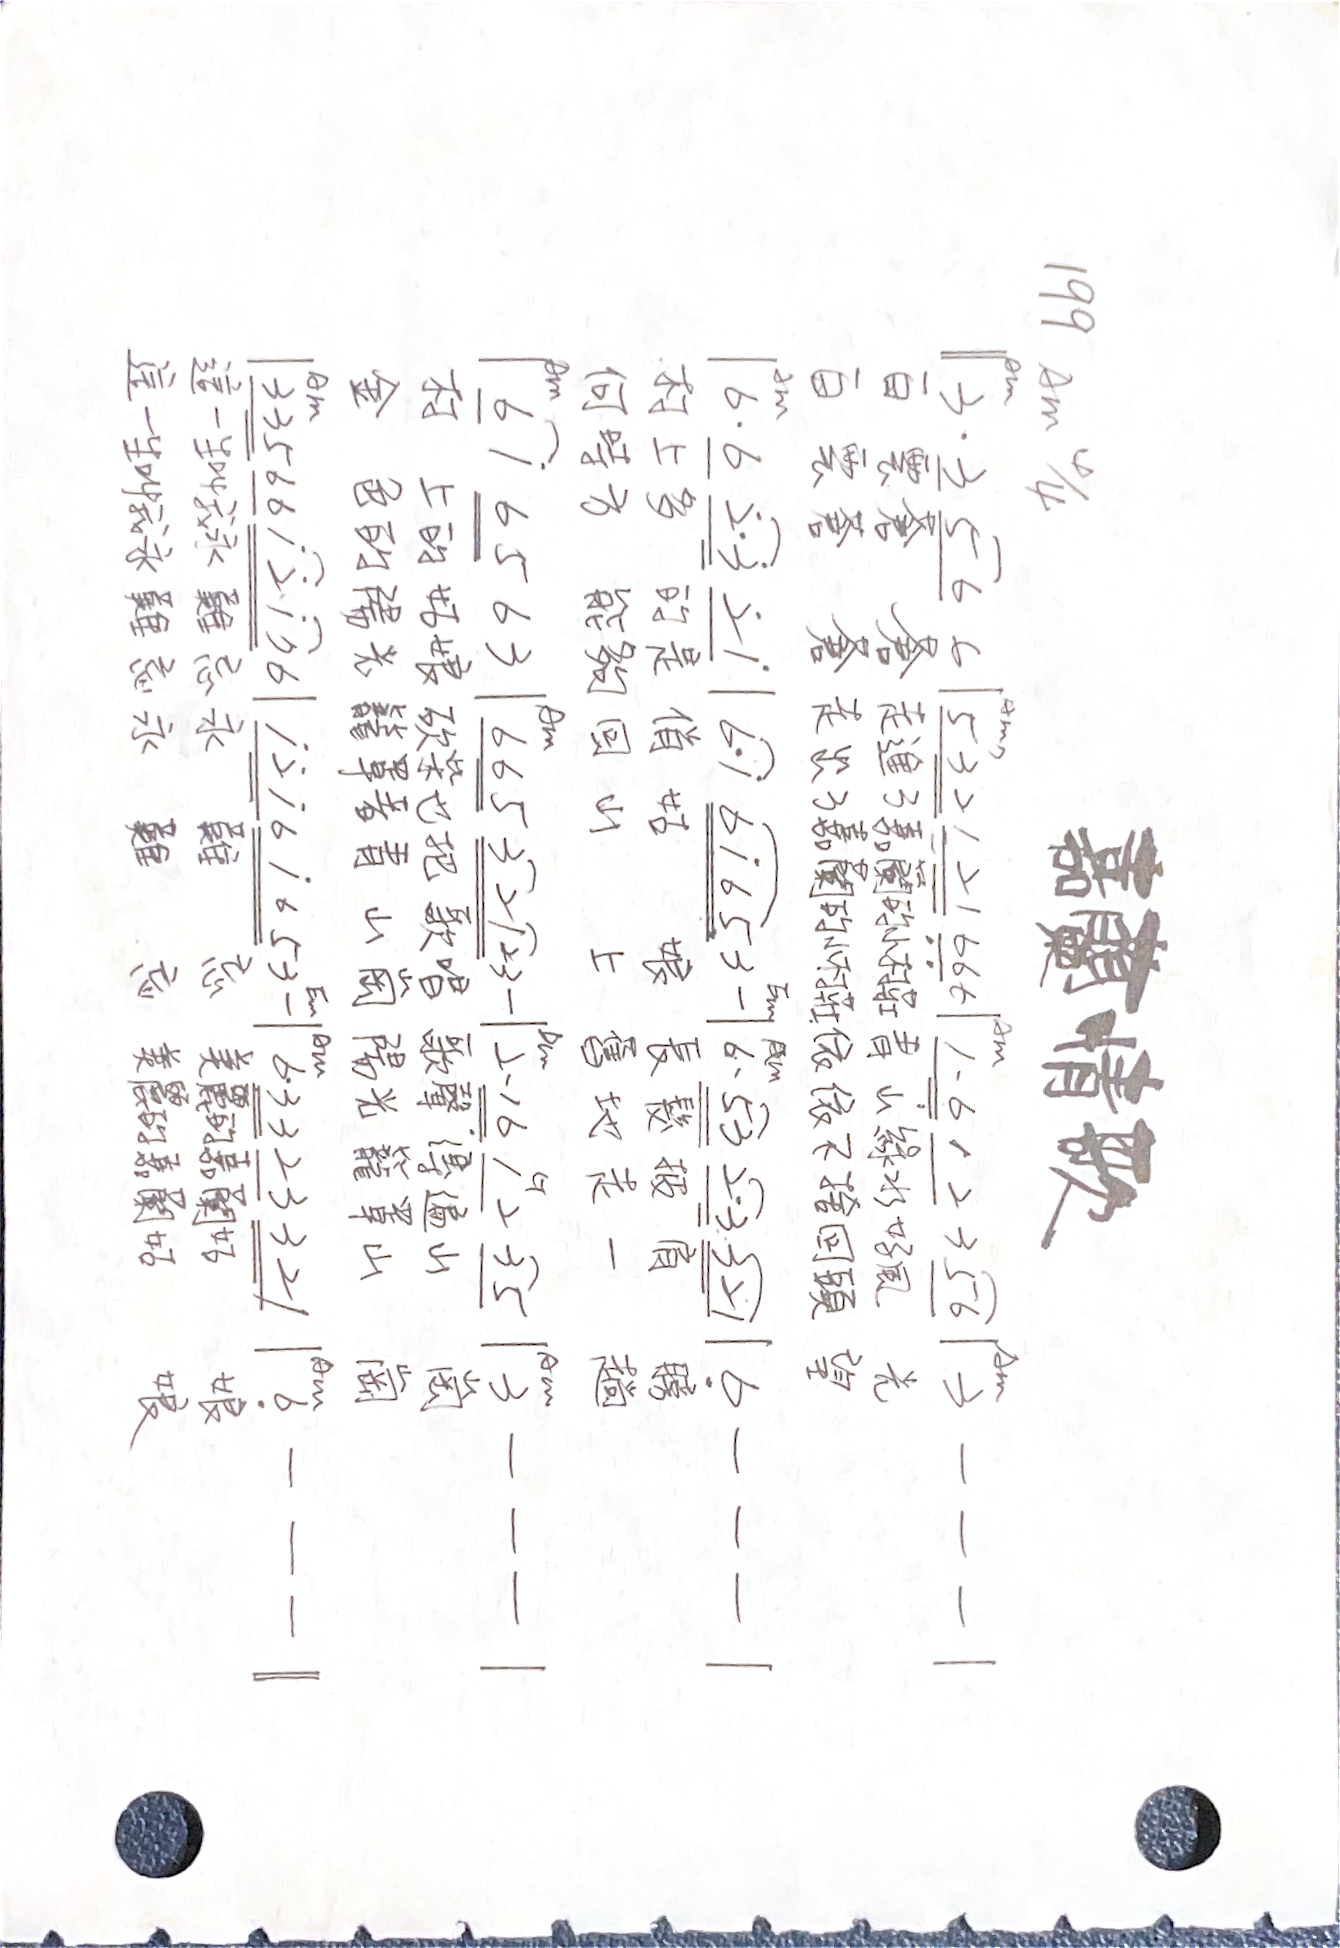 嘉蘭情歌
199 Am 4/4
Am Am7 Am Am
‖ 3 · 3 5 6 6 | 5 3 2 1 2 1 6 6 6 | 1 · 6 1 2 3 5 6 | 3 — — — |
白雲蒼 蒼 走進了嘉蘭的小村莊 青山綠水好風 光
白雲蒼 蒼 走出了嘉蘭的小村莊 依依不捨回頭 望
Am Em Am
| 6 · 6 2̇ · 3̇ 2̇ 1̇ | 6 · 1̇ 6 1̇ 6 5 3 — | 6 · 5 3 2 · 3 3 2 1 | 6̣ — — — |
村上多 的是 俏姑 娘 長髮披肩 膀
何時方 能夠 回山 上 舊地走一 趟
Am Am Dm G Am
| 6 1̇ 6 5 6 3 | 6 6 5 3 2 1 2 3 — | 2 · 1 6̣ 1 2 3 5 | 3 — — — |
村 上的姑娘 砍柴也把 歌唱 歌聲傳遍山 崗
金 色的陽光 籠罩著青 山崗 陽光籠罩山 崗
Am Em Am Am
| 3 3 5 6 6 1̇ 2̇ · 1̇ 7 6 | 1̇ 2̇ 1̇ 6 1̇ 6 5 3 — | 6 · 3 3 2 3 3 2 1 | 6̣ — — — ‖
這一生叫我永難忘 永 難 忘 美麗的嘉蘭姑 娘
這一生叫我永難忘 永 難 忘 美麗的嘉蘭姑 娘